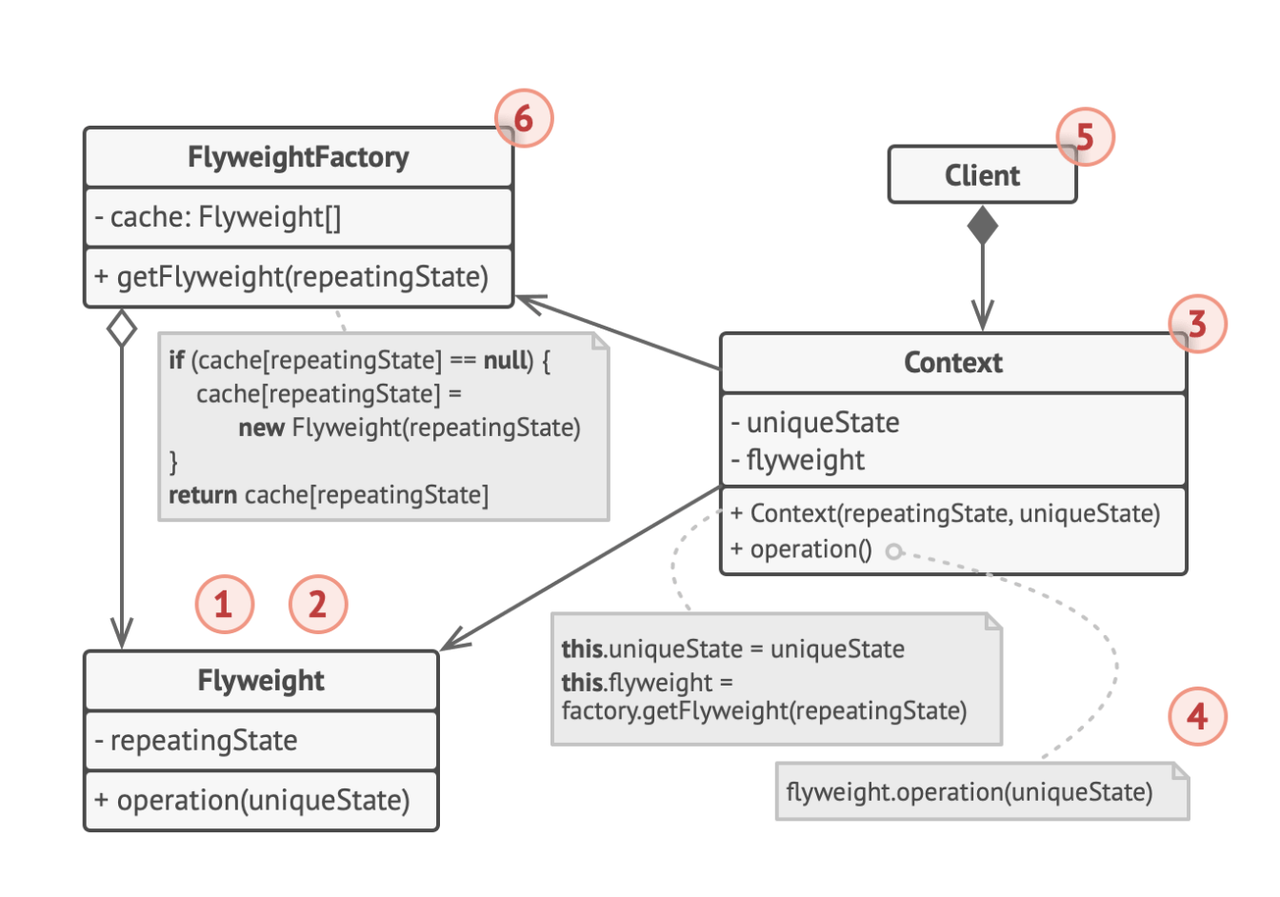 6
FlyweightFactory
- cache: Flyweight[]
+ getFlyweight(repeatingState)
if (cache[repeatingState] == null) {
cache[repeatingState] =
new Flyweight(repeatingState)
}
return cache[repeatingState]
5
Client
3
Context
- uniqueState
- flyweight
+ Context(repeatingState, uniqueState)
+ operation()
1
2
Flyweight
- repeatingState
+ operation(uniqueState)
this.uniqueState = uniqueState
this.flyweight =
factory.getFlyweight(repeatingState)
4
flyweight.operation(uniqueState)